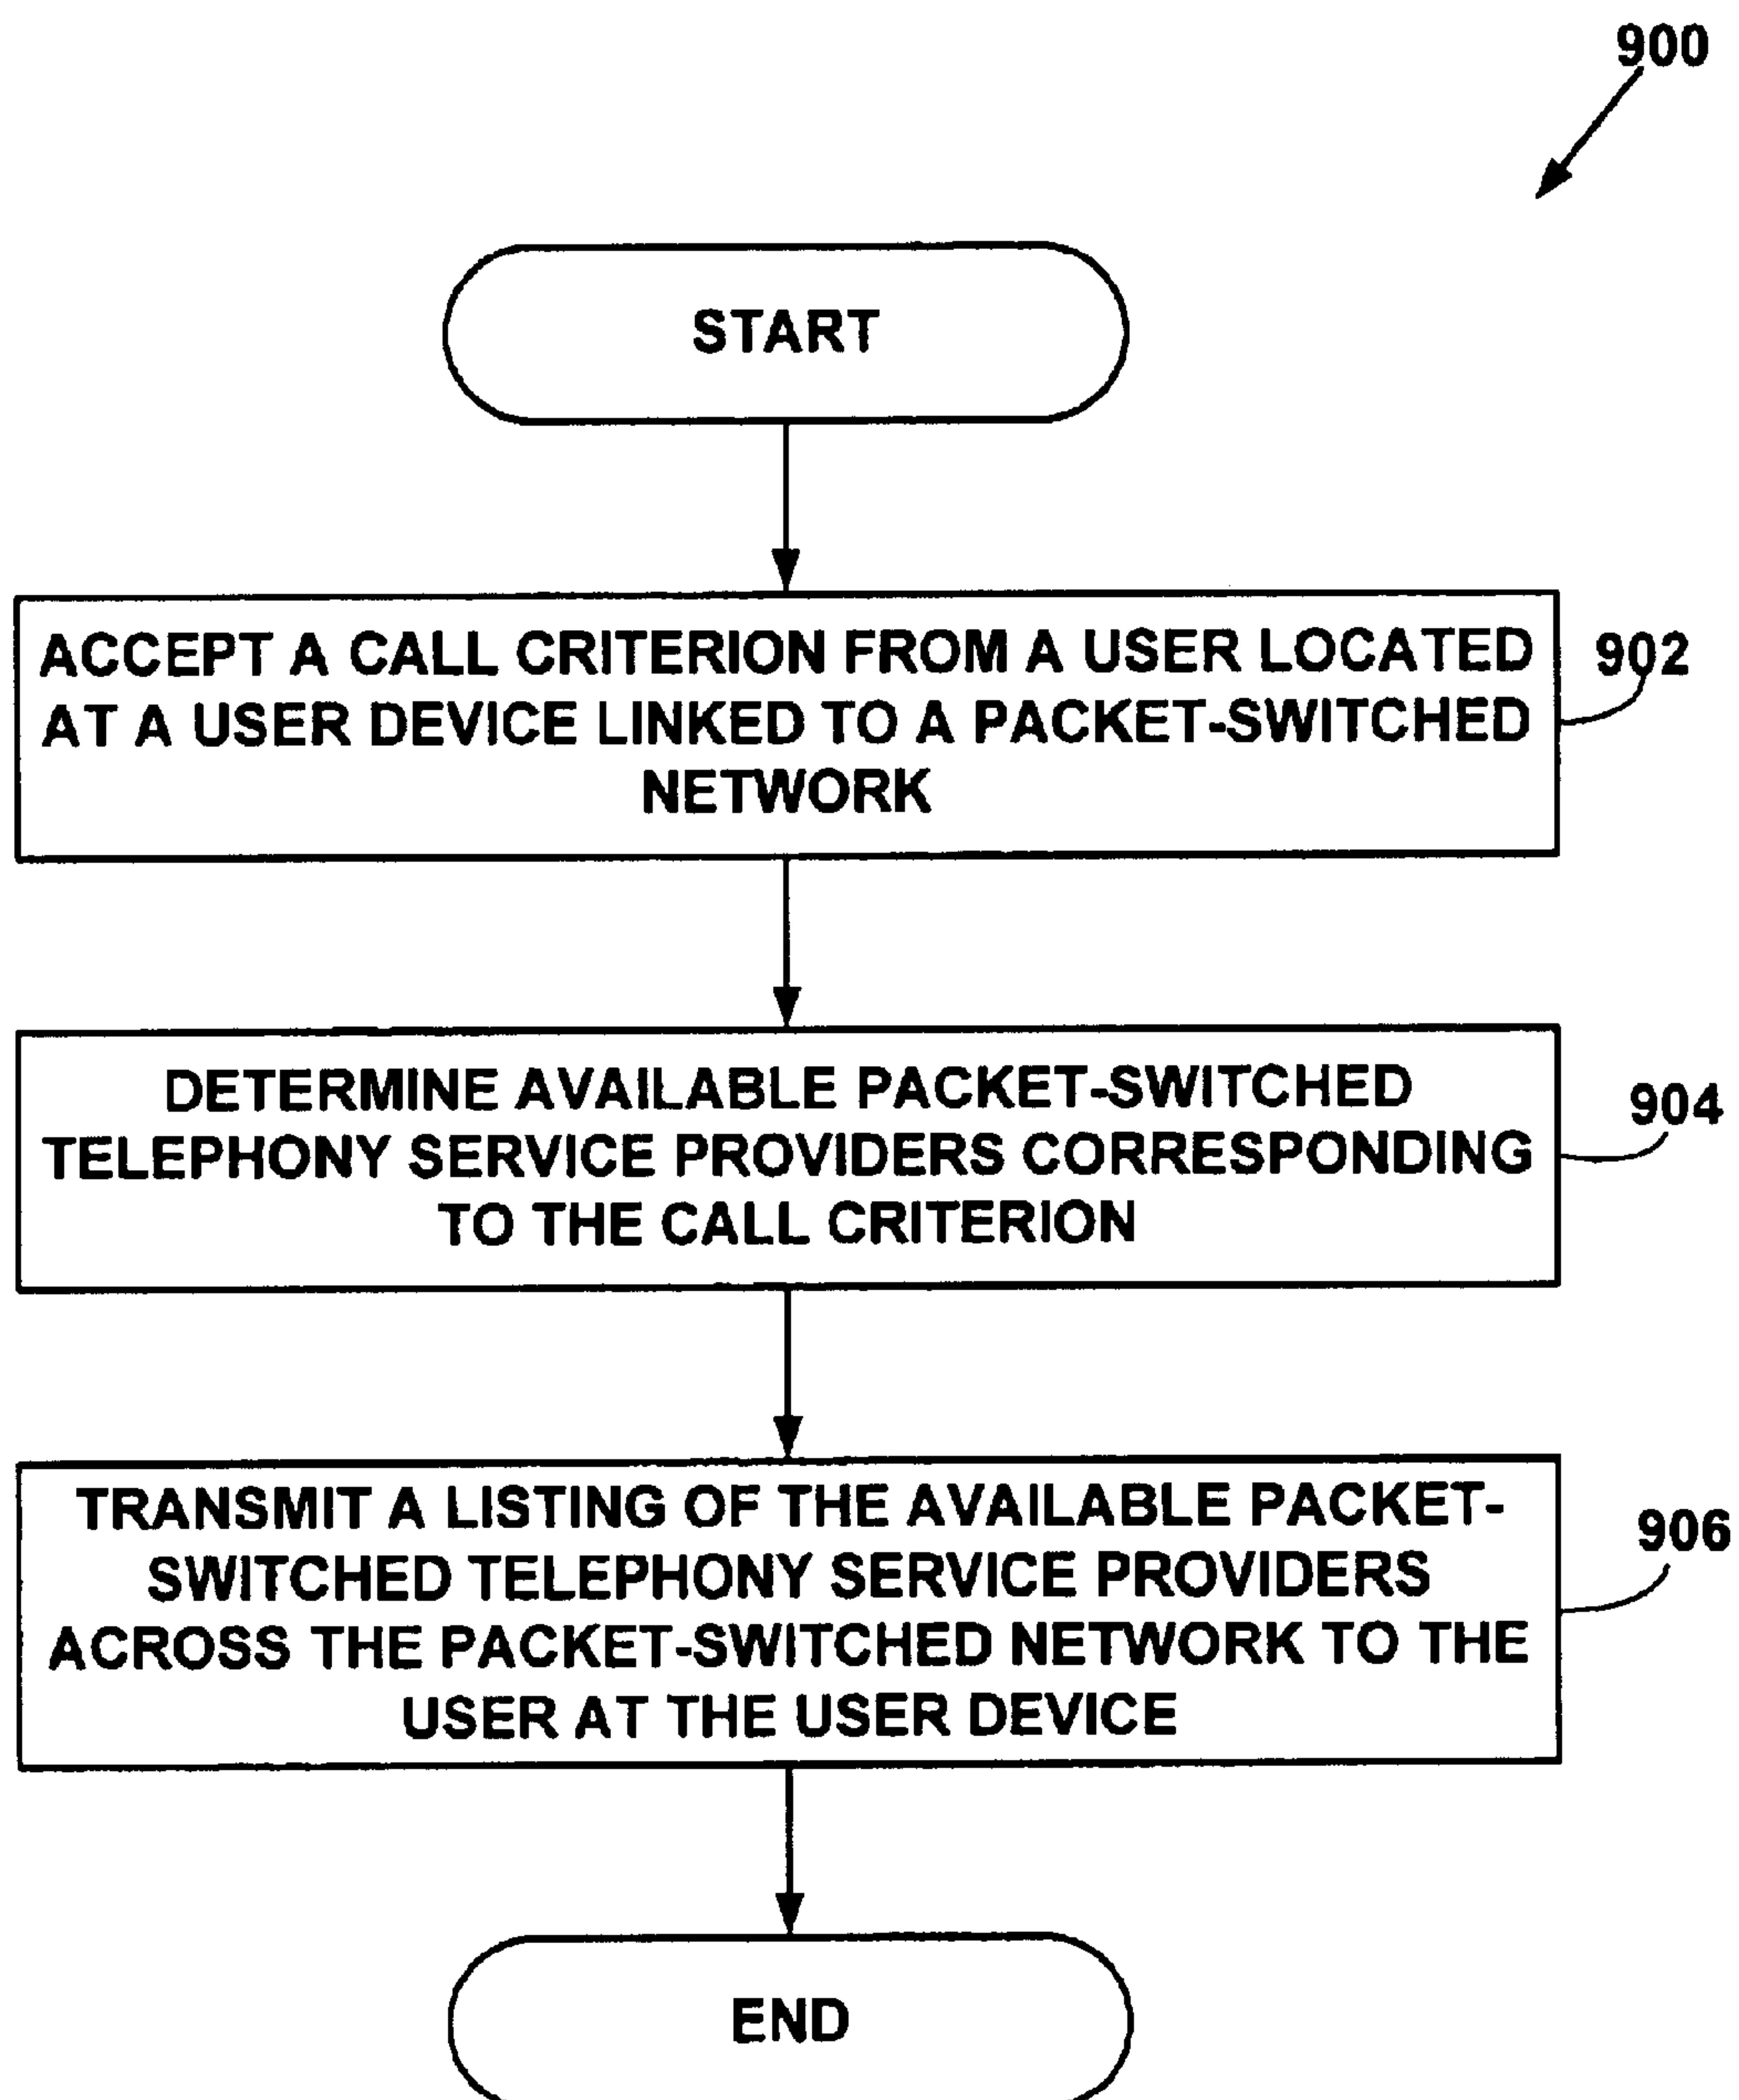 900
START
ACCEPT A CALL CRITERION FROM A USER LOCATED
AT A USER DEVICE LINKED TO A PACKET-SWITCHED
NETWORK
902
DETERMINE AVAILABLE PACKET-SWITCHED
TELEPHONY SERVICE PROVIDERS CORRESPONDING
TO THE CALL CRITERION
904
TRANSMIT A LISTING OF THE AVAILABLE PACKET-
SWITCHED TELEPHONY SERVICE PROVIDERS
ACROSS THE PACKET-SWITCHED NETWORK TO THE
USER AT THE USER DEVICE
906
END